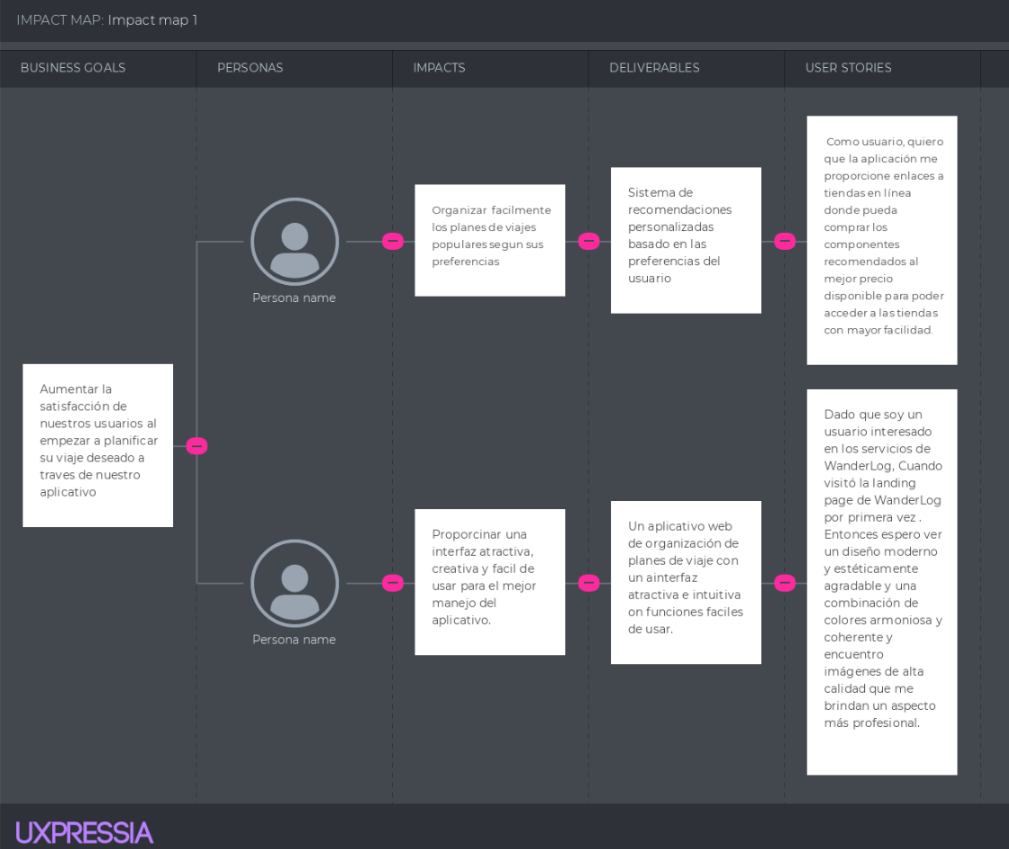 IMPACT MAP: Impact map 1
BUSINESS GOALS
PERSONAS
IMPACTS
DELIVERABLES
USER STORIES
Aumentar la
satisfacción de
nuestros usuarios al
empezar a planificar
su viaje deseado a
traves de nuestro
aplicativo
Persona name
Organizar facilmente
los planes de viajes
populares segun sus
preferencias
Sistema de
recomendaciones
personalizadas
basado en las
preferencias del
usuario
Como usuario, quiero
que la aplicación me
proporcione enlaces a
tiendas en línea
donde pueda
comprar los
componentes
recomendados al
mejor precio
disponible para poder
acceder a las tiendas
con mayor facilidad.
Persona name
Proporcinar una
interfaz atractiva,
creativa y facil de
usar para el mejor
manejo del
aplicativo.
Un aplicativo web
de organización de
planes de viaje con
un ainterfaz
atractiva e intuitiva
on funciones faciles
de usar.
Dado que soy un
usuario interesado
en los servicios de
WanderLog, Cuando
visitó la landing
page de WanderLog
por primera vez .
Entonces espero ver
un diseño moderno
y estéticamente
agradable y una
combinación de
colores armoniosa y
coherente y
encuentro
imágenes de alta
calidad que me
brindan un aspecto
más profesional.
UXPRESSIA